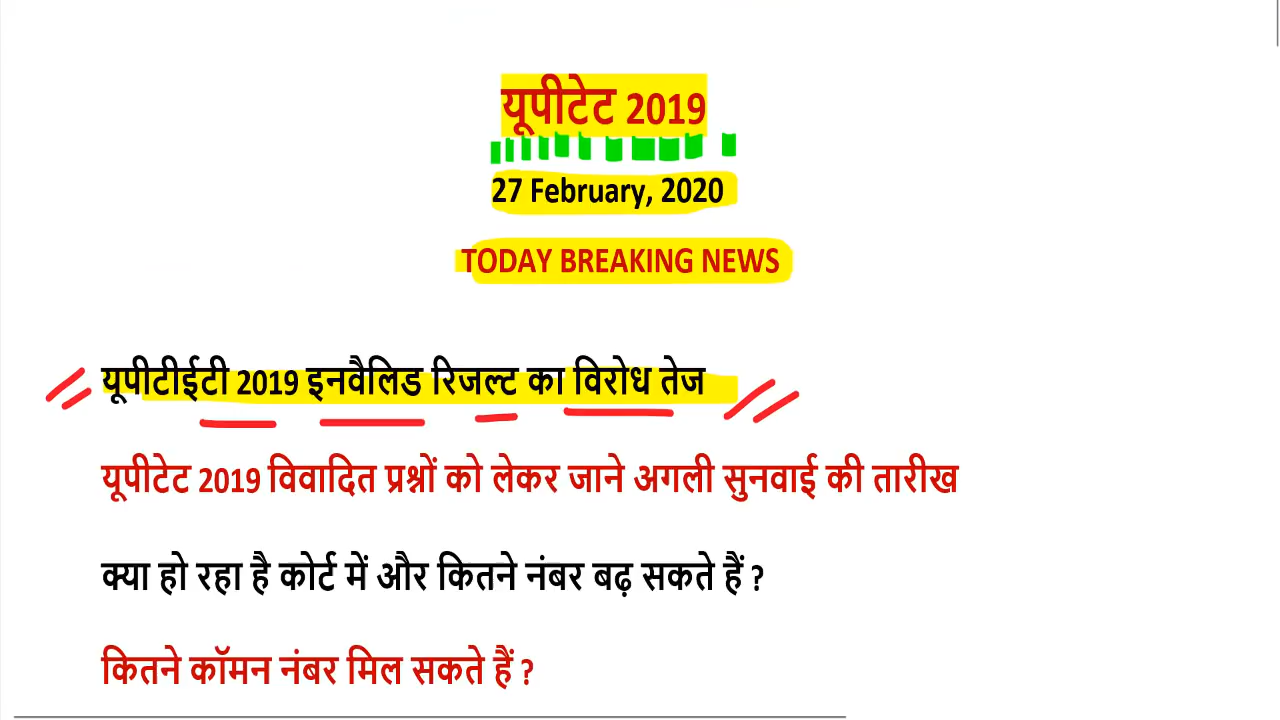 यूपीटेट 2019
27 February, 2020
TODAY BREAKING NEWS
यूपीटीईटी 2019 इनवैलिड रिजल्ट का विरोध तेज
यूपीटेट 2019 विवादित प्रश्नों को लेकर जाने अगली सुनवाई की तारीख
क्या हो रहा है कोर्ट में और कितने नंबर बढ़ सकते हैं ?
कितने कॉमन नंबर मिल सकते हैं ?